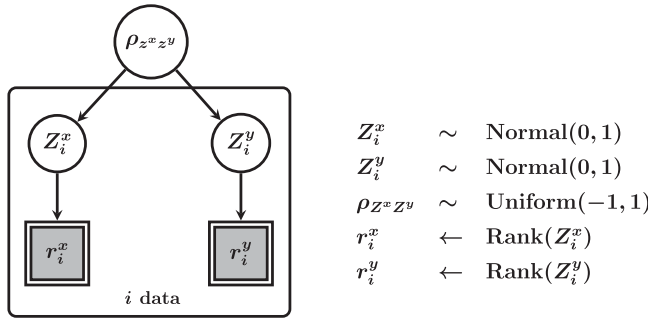 ρ_{z^x z^y}
Z_i^x
Z_i^y
r_i^x
r_i^y
i data
Z_i^x ∼ Normal(0, 1)
Z_i^y ∼ Normal(0, 1)
ρ_{Z^x Z^y} ∼ Uniform(−1, 1)
r_i^x ← Rank(Z_i^x)
r_i^y ← Rank(Z_i^y)